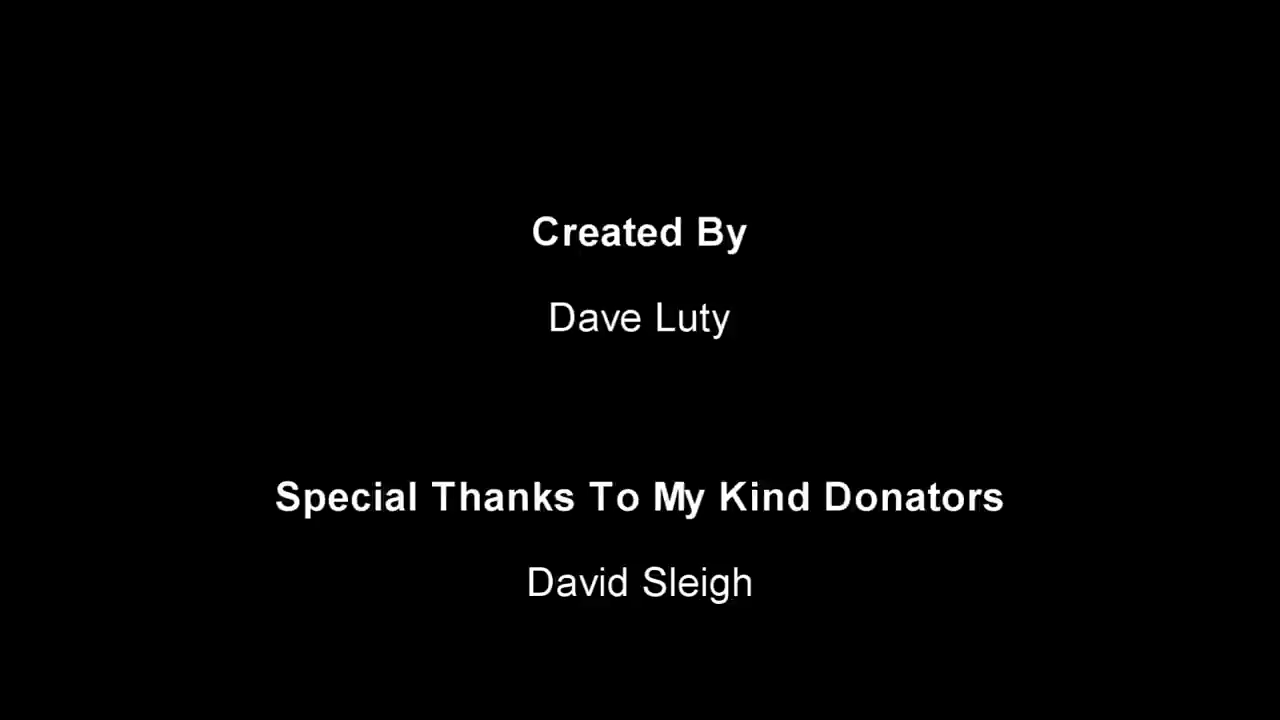 Created By
Dave Luty
Special Thanks To My Kind Donators
David Sleigh